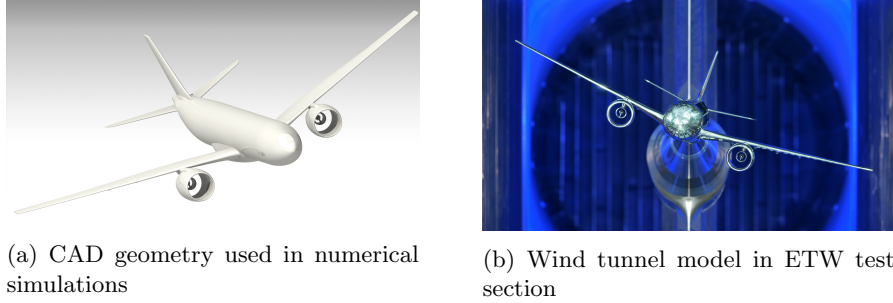 (a) CAD geometry used in numerical
simulations
(b) Wind tunnel model in ETW test
section